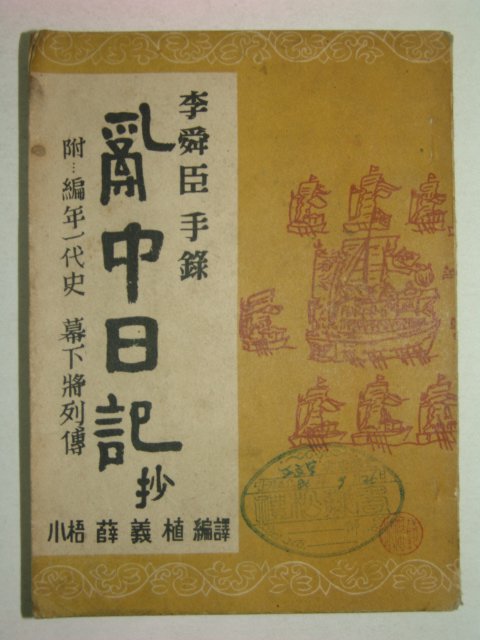 李舜臣 手錄
亂中日記抄
附…編年一代史 幕下將列傳
小梧 薛義植 編譯